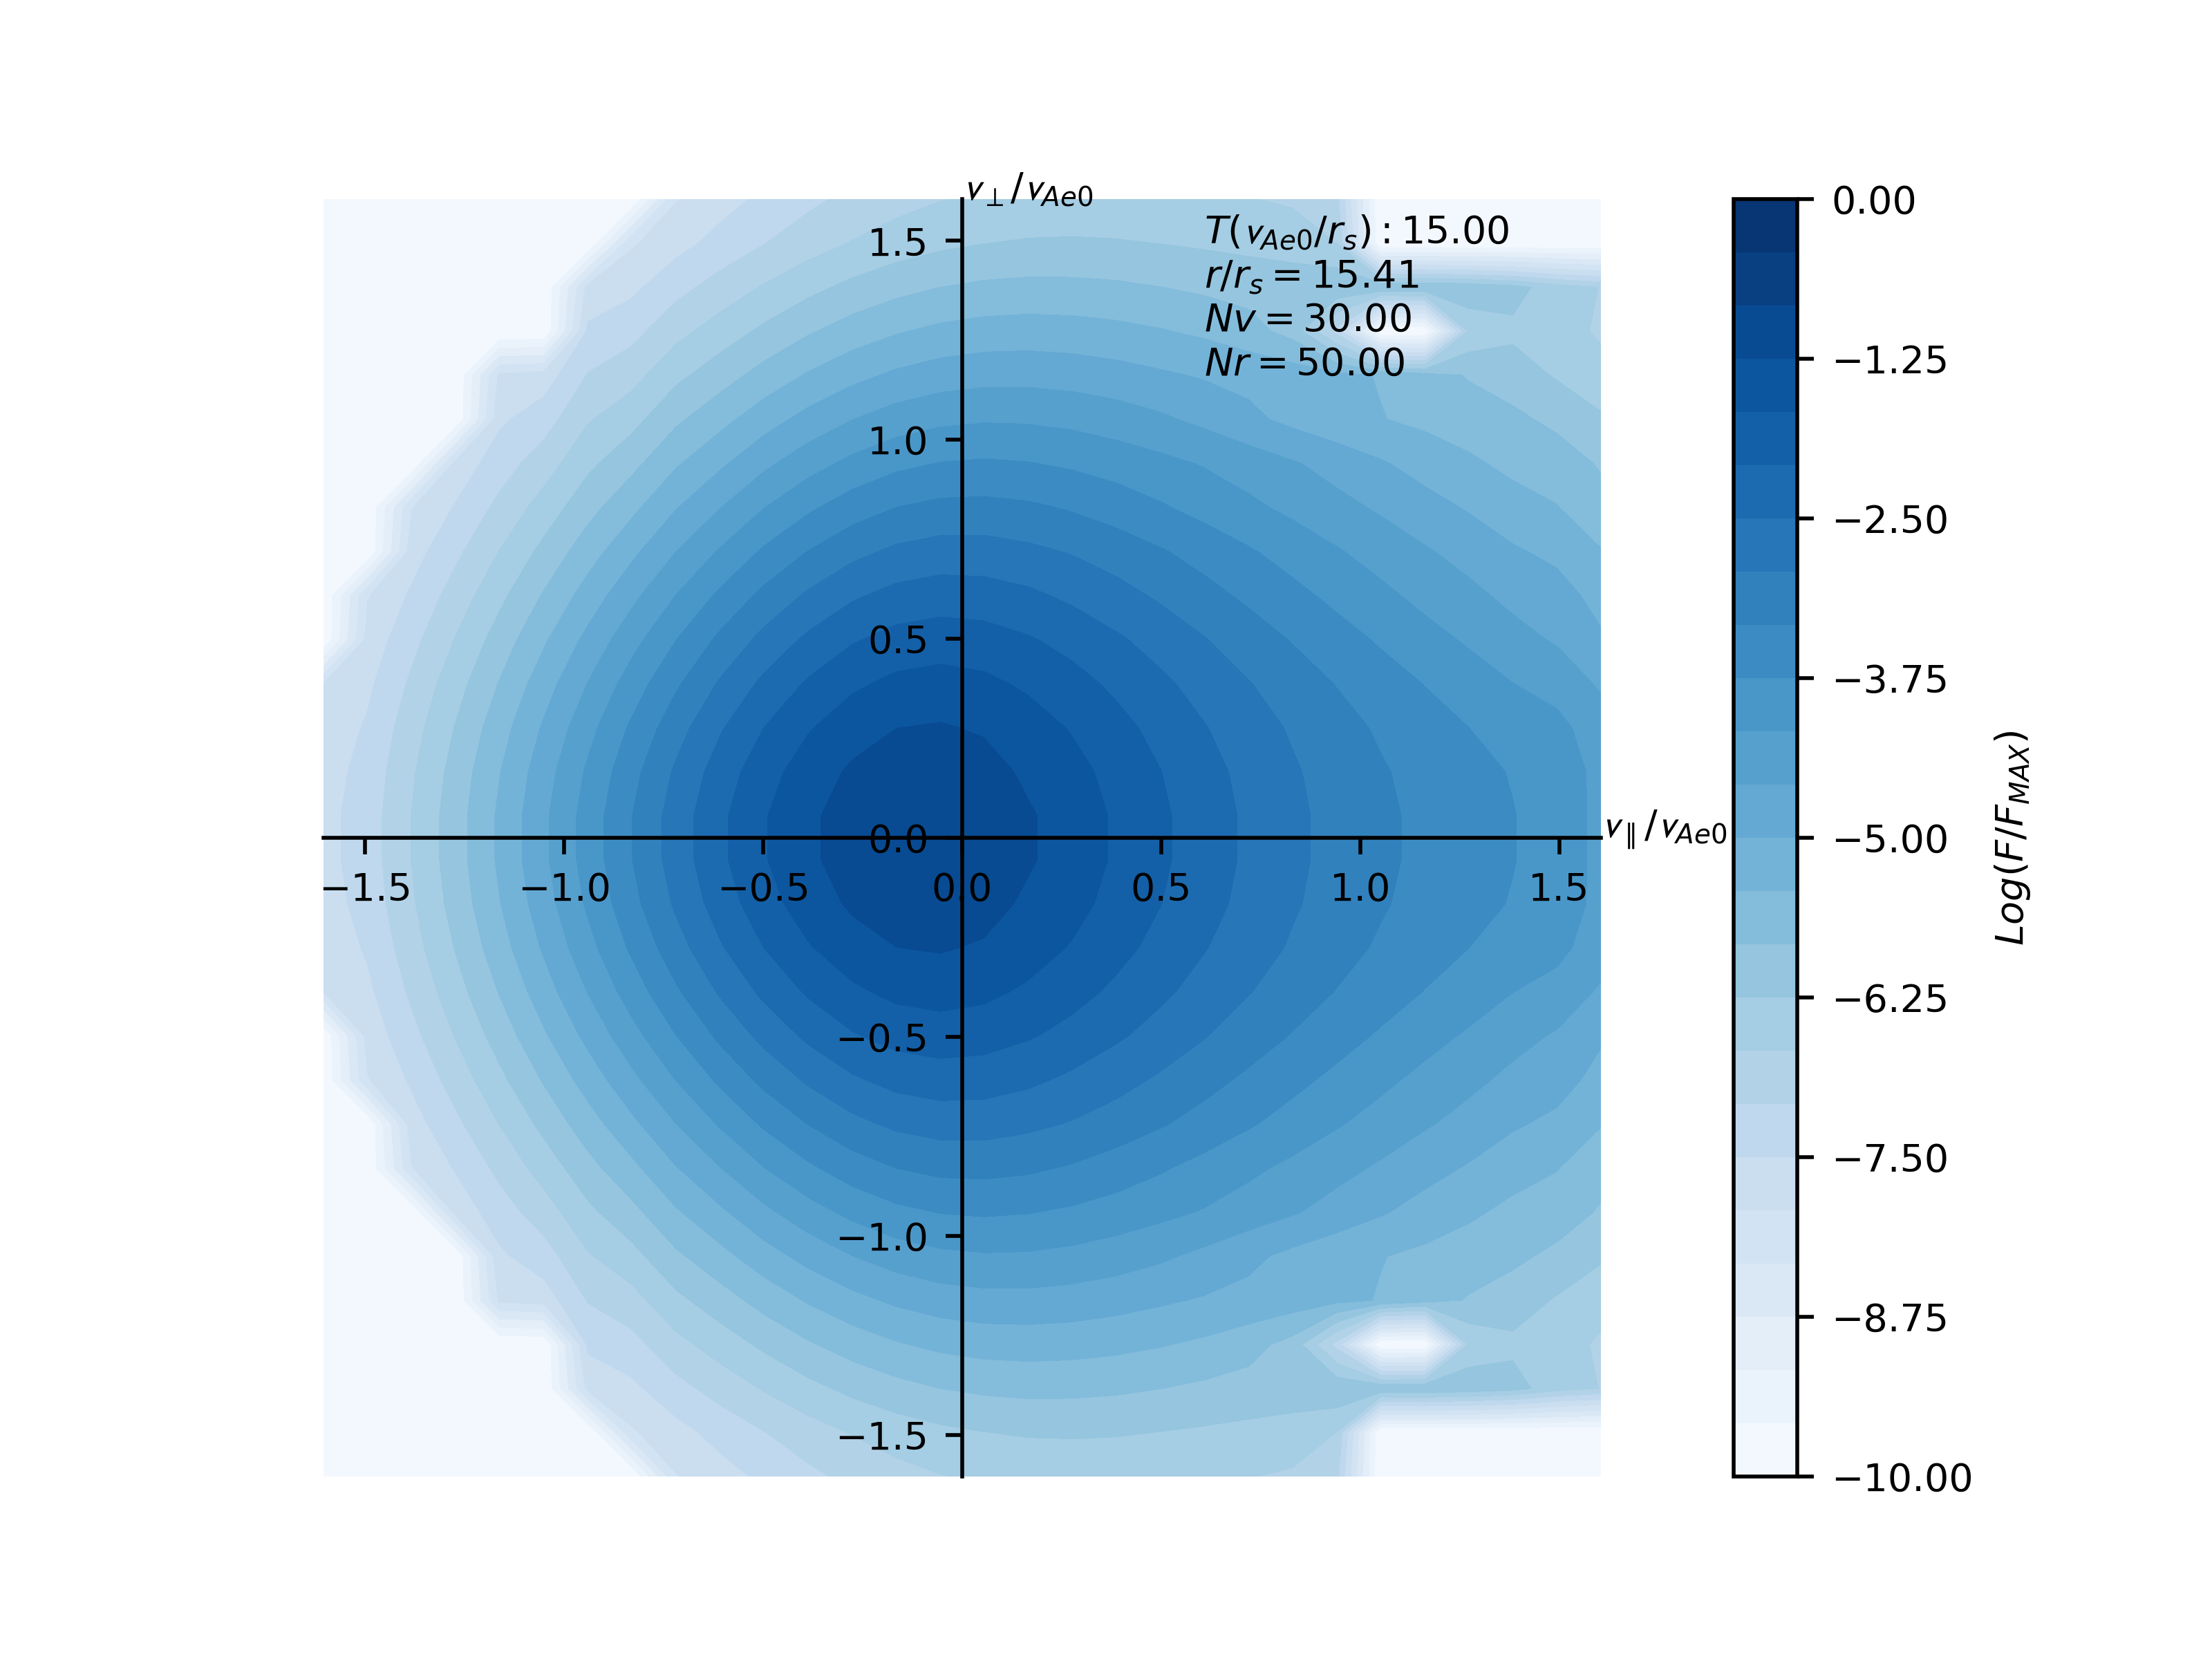 v⊥/vAe0
T(vAe0/rs) : 15.00
r/rs = 15.41
Nv = 30.00
Nr = 50.00
1.5
1.0
0.5
0.0
−0.5
−1.0
−1.5
−1.5 −1.0 −0.5 0.0 0.5 1.0 1.5
v∥/vAe0
0.00
−1.25
−2.50
−3.75
−5.00
−6.25
−7.50
−8.75
−10.00
Log(F/FMAX)